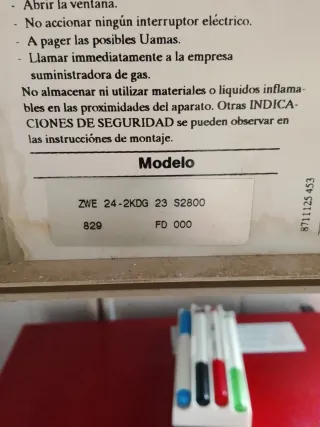 - Abrir la ventana.
- No accionar ningún interruptor eléctrico.
- A pagar las posibles Uamas.
- Llamar immediatamente a la empresa
suministradora de gas.
No almacenar ni utilizar materiales o liquidos inflama-
bles en las proximidades del aparato. Otras INDICA-
CIONES DE SEGURIDAD se pueden observar en
las instrucciónes de montaje.
Modelo
ZWE 24-2KDG 23 S2800
829 FD 000
8711125 453